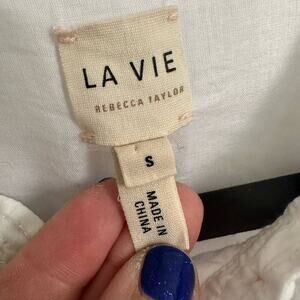 LA VIE
REBECCA TAYLOR
S
MADE IN
CHINA